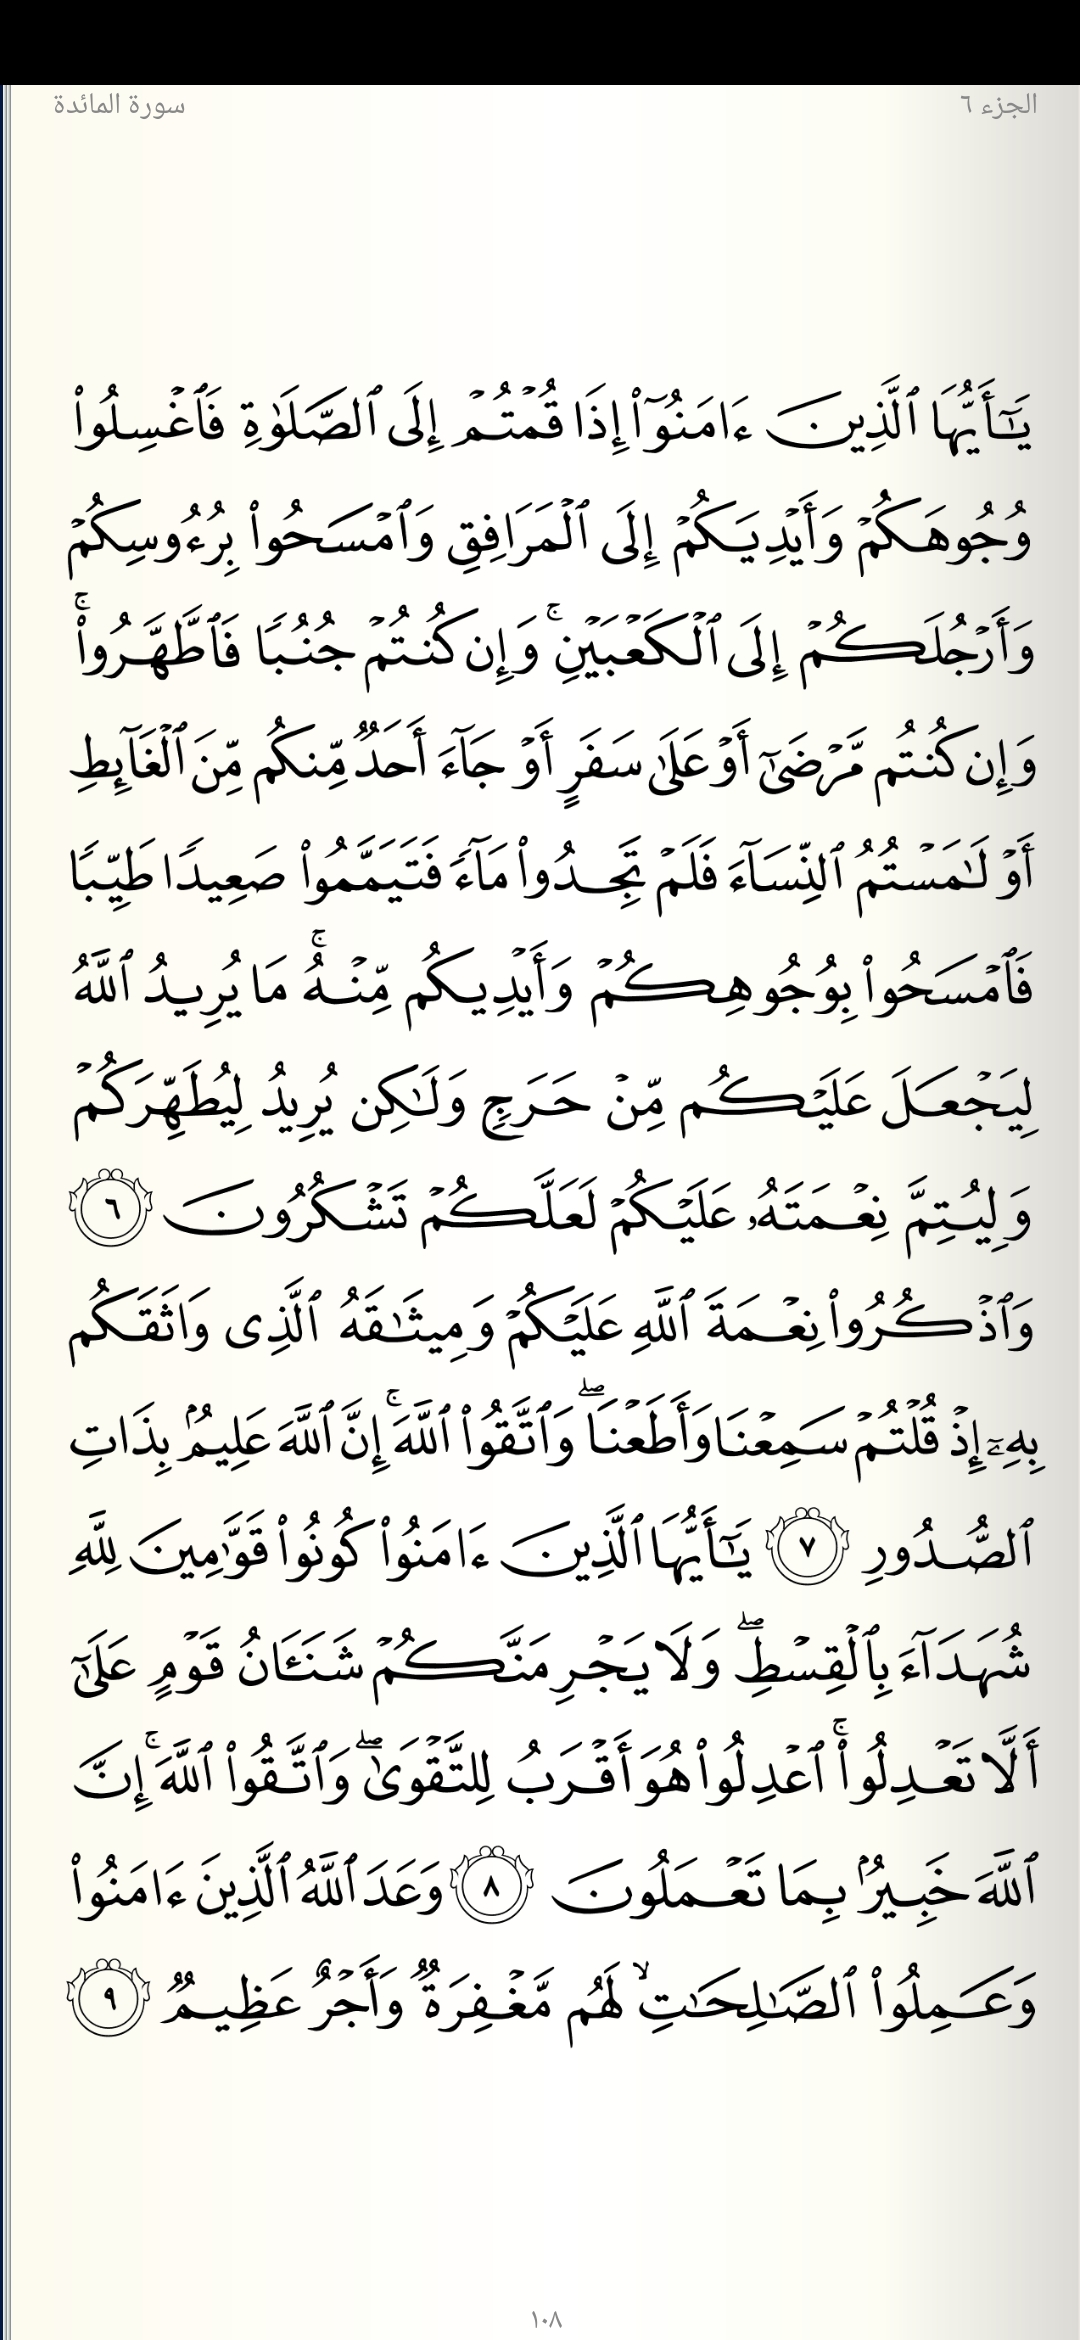 الجزء ٦
سورة المائدة
يَٰٓأَيُّهَا ٱلَّذِينَ ءَامَنُوٓاْ إِذَا قُمۡتُمۡ إِلَى ٱلصَّلَوٰةِ فَٱغۡسِلُواْ
وُجُوهَكُمۡ وَأَيۡدِيَكُمۡ إِلَى ٱلۡمَرَافِقِ وَٱمۡسَحُواْ بِرُءُوسِكُمۡ
وَأَرۡجُلَكُمۡ إِلَى ٱلۡكَعۡبَيۡنِۚ وَإِن كُنتُمۡ جُنُبٗا فَٱطَّهَّرُواْۚ
وَإِن كُنتُم مَّرۡضَىٰٓ أَوۡ عَلَىٰ سَفَرٍ أَوۡ جَآءَ أَحَدٞ مِّنكُم مِّنَ ٱلۡغَآئِطِ
أَوۡ لَٰمَسۡتُمُ ٱلنِّسَآءَ فَلَمۡ تَجِدُواْ مَآءٗ فَتَيَمَّمُواْ صَعِيدٗا طَيِّبٗا
فَٱمۡسَحُواْ بِوُجُوهِكُمۡ وَأَيۡدِيكُم مِّنۡهُۚ مَا يُرِيدُ ٱللَّهُ
لِيَجۡعَلَ عَلَيۡكُم مِّنۡ حَرَجٖ وَلَٰكِن يُرِيدُ لِيُطَهِّرَكُمۡ
وَلِيُتِمَّ نِعۡمَتَهُۥ عَلَيۡكُمۡ لَعَلَّكُمۡ تَشۡكُرُونَ ٦
وَٱذۡكُرُواْ نِعۡمَةَ ٱللَّهِ عَلَيۡكُمۡ وَمِيثَٰقَهُ ٱلَّذِي وَاثَقَكُم
بِهِۦٓ إِذۡ قُلۡتُمۡ سَمِعۡنَا وَأَطَعۡنَاۖ وَٱتَّقُواْ ٱللَّهَۚ إِنَّ ٱللَّهَ عَلِيمُۢ بِذَاتِ
ٱلصُّدُورِ ٧ يَٰٓأَيُّهَا ٱلَّذِينَ ءَامَنُواْ كُونُواْ قَوَّٰمِينَ لِلَّهِ
شُهَدَآءَ بِٱلۡقِسۡطِۖ وَلَا يَجۡرِمَنَّكُمۡ شَنَـَٔانُ قَوۡمٍ عَلَىٰٓ
أَلَّا تَعۡدِلُواْۚ ٱعۡدِلُواْ هُوَ أَقۡرَبُ لِلتَّقۡوَىٰۖ وَٱتَّقُواْ ٱللَّهَۚ إِنَّ
ٱللَّهَ خَبِيرُۢ بِمَا تَعۡمَلُونَ ٨ وَعَدَ ٱللَّهُ ٱلَّذِينَ ءَامَنُواْ
وَعَمِلُواْ ٱلصَّٰلِحَٰتِ لَهُم مَّغۡفِرَةٞ وَأَجۡرٌ عَظِيمٞ ٩
١٠٨